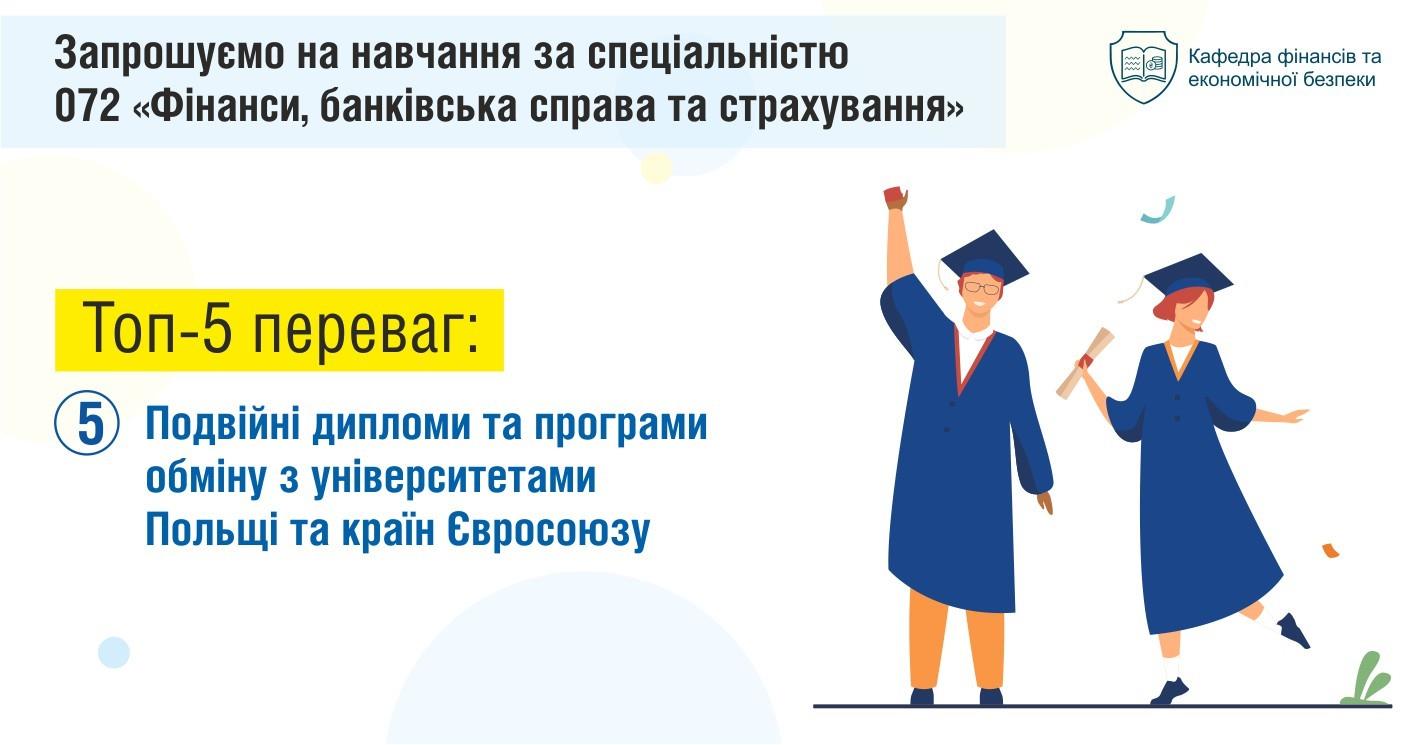 Запрошуємо на навчання за спеціальністю
072 «Фінанси, банківська справа та страхування»
Кафедра фінансів та
економічної безпеки
Топ-5 переваг:
5 Подвійні дипломи та програми
обміну з університетами
Польщі та країн Євросоюзу